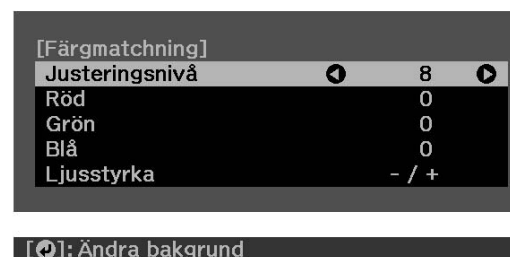 [Färgmatchning]
Justeringsnivå 8
Röd 0
Grön 0
Blå 0
Ljusstyrka - / +
[↵]: Ändra bakgrund